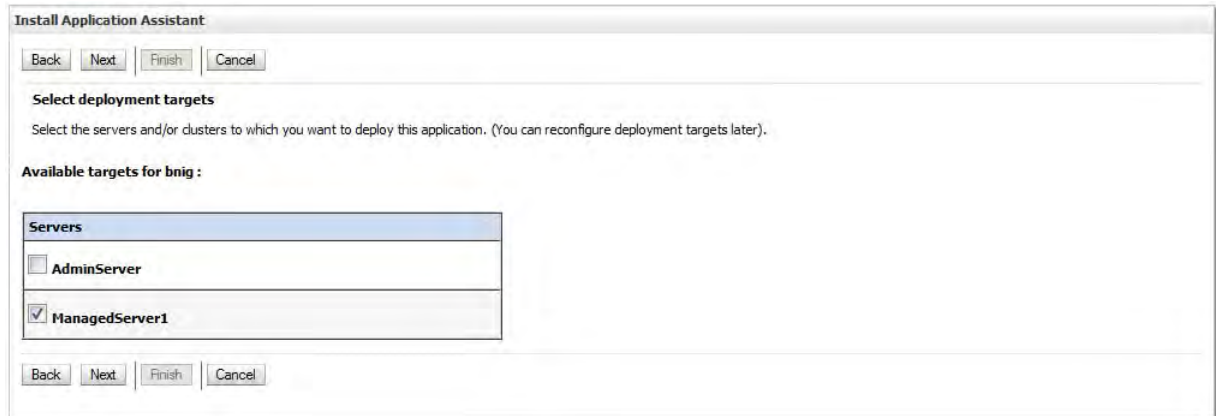 Install Application Assistant
Back Next Finish Cancel
Select deployment targets
Select the servers and/or clusters to which you want to deploy this application. (You can reconfigure deployment targets later).
Available targets for bnig :
Servers
AdminServer
ManagedServer1
Back Next Finish Cancel